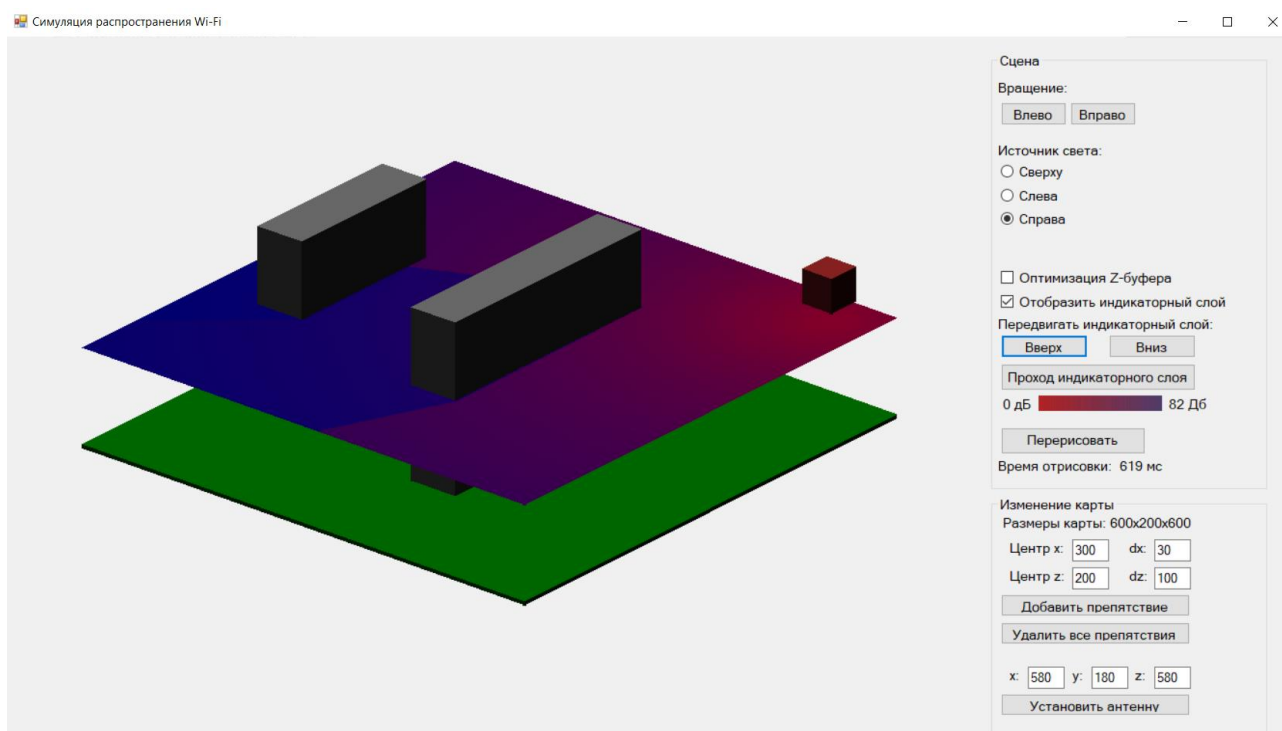 Симуляция распространения Wi-Fi
Сцена
Вращение:
Влево Вправо
Источник света:
Сверху
Слева
Справа
Оптимизация Z-буфера
Отобразить индикаторный слой
Передвигать индикаторный слой:
Вверх Вниз
Проход индикаторного слоя
0 дБ 82 Дб
Перерисовать
Время отрисовки: 619 мс
Изменение карты
Размеры карты: 600x200x600
Центр x: 300 dx: 30
Центр z: 200 dz: 100
Добавить препятствие
Удалить все препятствия
x: 580 y: 180 z: 580
Установить антенну